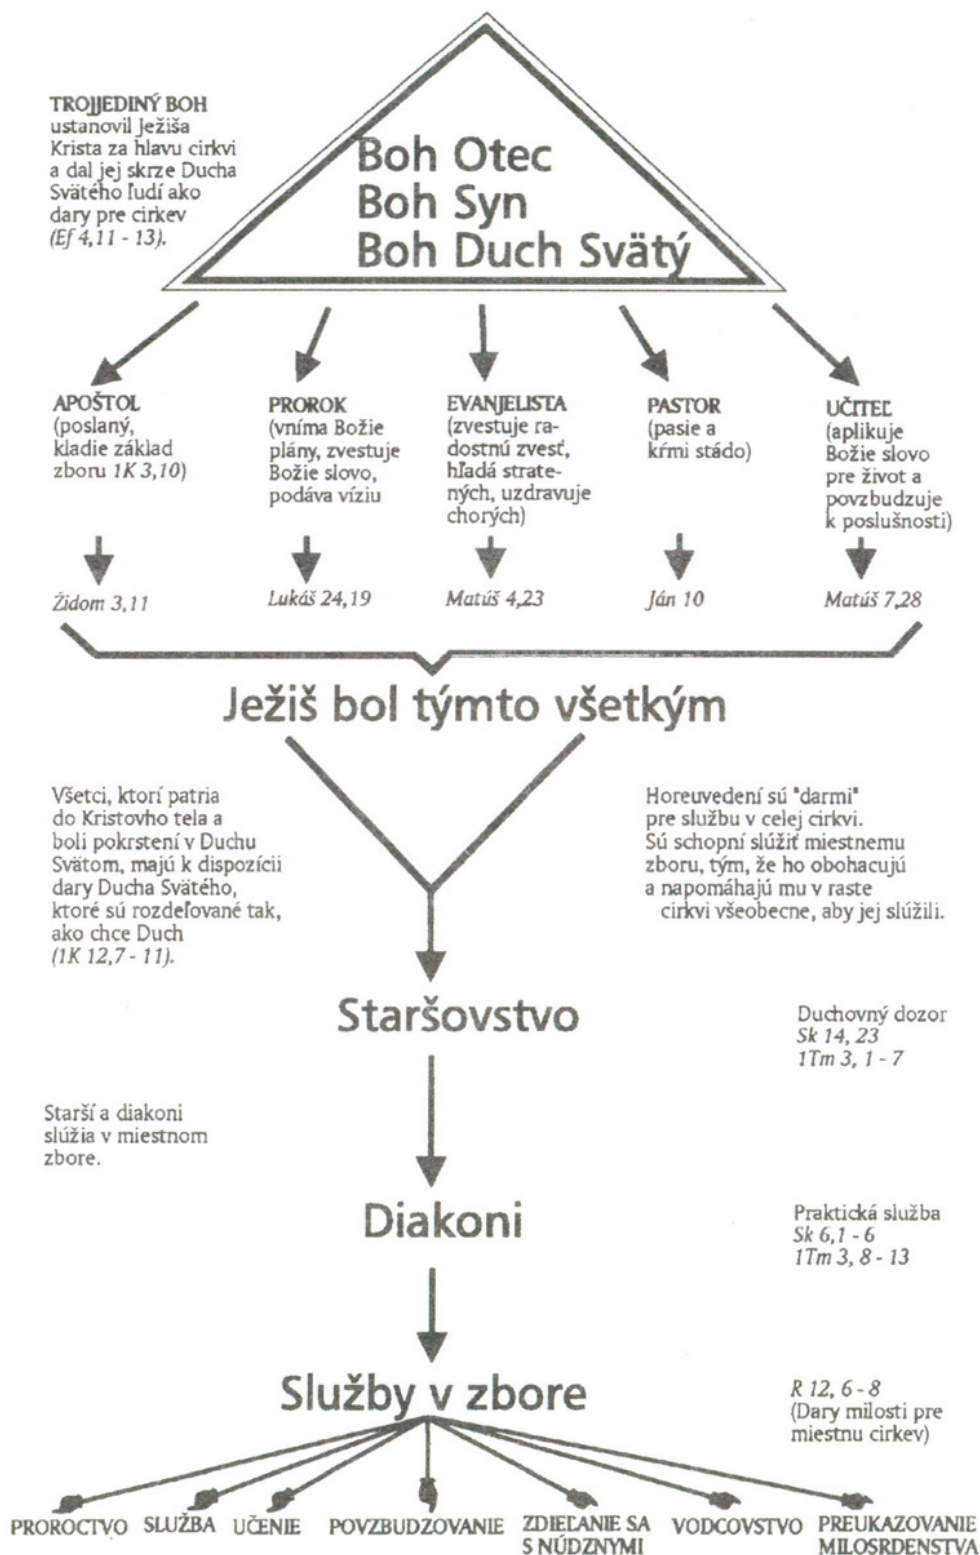 TROJJEDINÝ BOH
ustanovil Ježiša
Krista za hlavu cirkvi
a dal jej skrze Ducha
Svätého ľudí ako
dary pre cirkev
(Ef 4,11 - 13).
Boh Otec
Boh Syn
Boh Duch Svätý
APOŠTOL
(poslaný,
kladie základ
zboru 1K 3,10)
Židom 3,11
PROROK
(vníma Božie
plány, zvestuje
Božie slovo,
podáva víziu
Lukáš 24,19
EVANJELISTA
(zvestuje ra-
dostnú zvesť,
hľadá strate-
ných, uzdravuje
chorých)
Matúš 4,23
PASTOR
(pasie a
kŕmi stádo)
Ján 10
UČITEĽ
(aplikuje
Božie slovo
pre život a
povzbudzuje
k poslušnosti)
Matúš 7,28
Ježiš bol týmto všetkým
Všetci, ktorí patria
do Kristovho tela a
boli pokrstení v Duchu
Svätom, majú k dispozícii
dary Ducha Svätého,
ktoré sú rozdeľované tak,
ako chce Duch
(1K 12,7 - 11).
Horeuvedení sú "darmi"
pre službu v celej cirkvi.
Sú schopní slúžiť miestnemu
zboru, tým, že ho obohacujú
a napomáhajú mu v raste
cirkvi všeobecne, aby jej slúžili.
Staršovstvo
Duchovný dozor
Sk 14, 23
1Tm 3, 1 - 7
Starší a diakoni
slúžia v miestnom
zbore.
Diakoni
Praktická služba
Sk 6,1 - 6
1Tm 3, 8 - 13
Služby v zbore
R 12, 6 - 8
(Dary milosti pre
miestnu cirkev)
PROROCTVO
SLUŽBA
UČENIE
POVZBUDZOVANIE
ZDIEĽANIE SA
S NÚDZNYMI
VODCOVSTVO
PREUKAZOVANIE
MILOSRDENSTVA